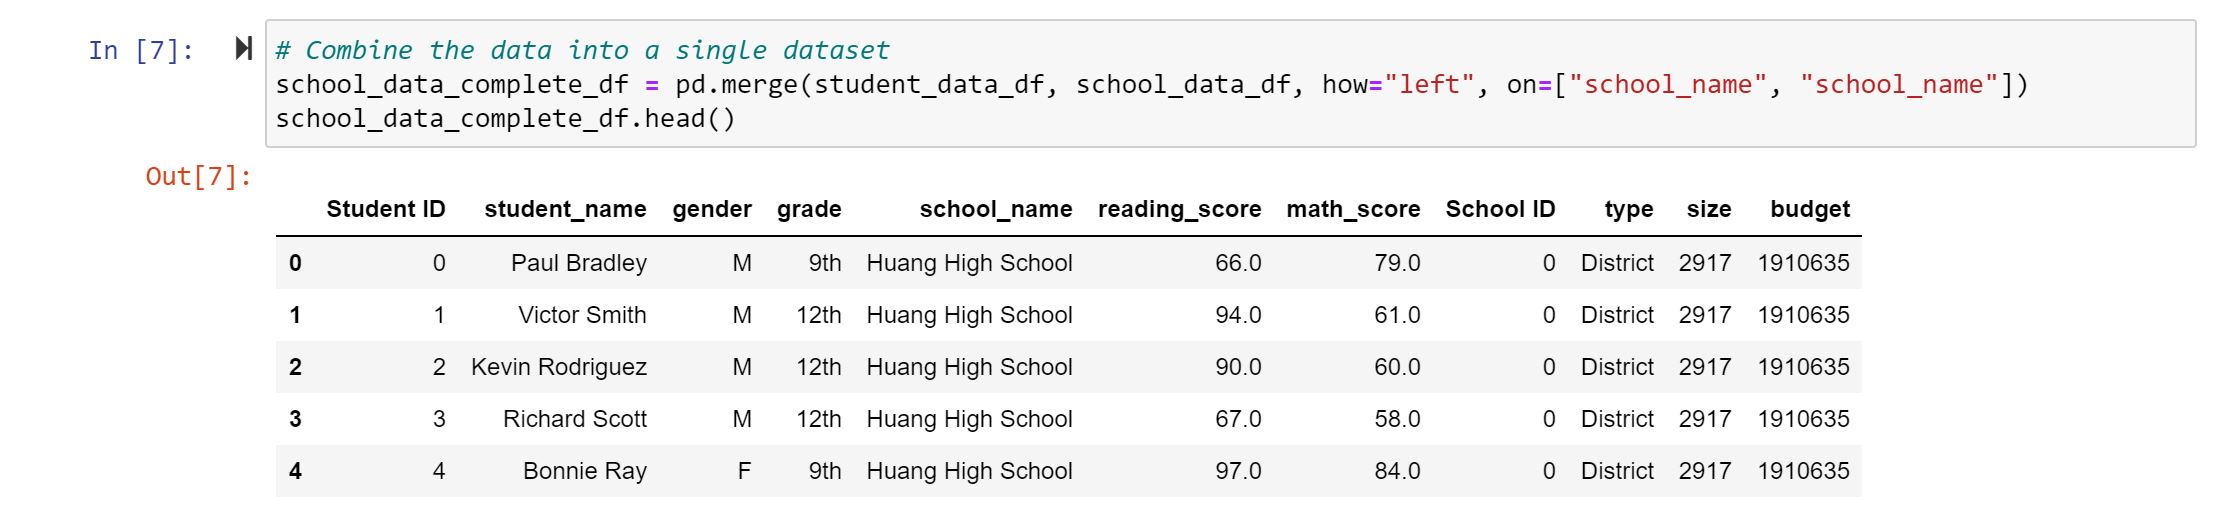 In [7]:
# Combine the data into a single dataset
school_data_complete_df = pd.merge(student_data_df, school_data_df, how="left", on=["school_name", "school_name"])
school_data_complete_df.head()
Out[7]:
Student ID student_name gender grade school_name reading_score math_score School ID type size budget
0 0 Paul Bradley M 9th Huang High School 66.0 79.0 0 District 2917 1910635
1 1 Victor Smith M 12th Huang High School 94.0 61.0 0 District 2917 1910635
2 2 Kevin Rodriguez M 12th Huang High School 90.0 60.0 0 District 2917 1910635
3 3 Richard Scott M 12th Huang High School 67.0 58.0 0 District 2917 1910635
4 4 Bonnie Ray F 9th Huang High School 97.0 84.0 0 District 2917 1910635